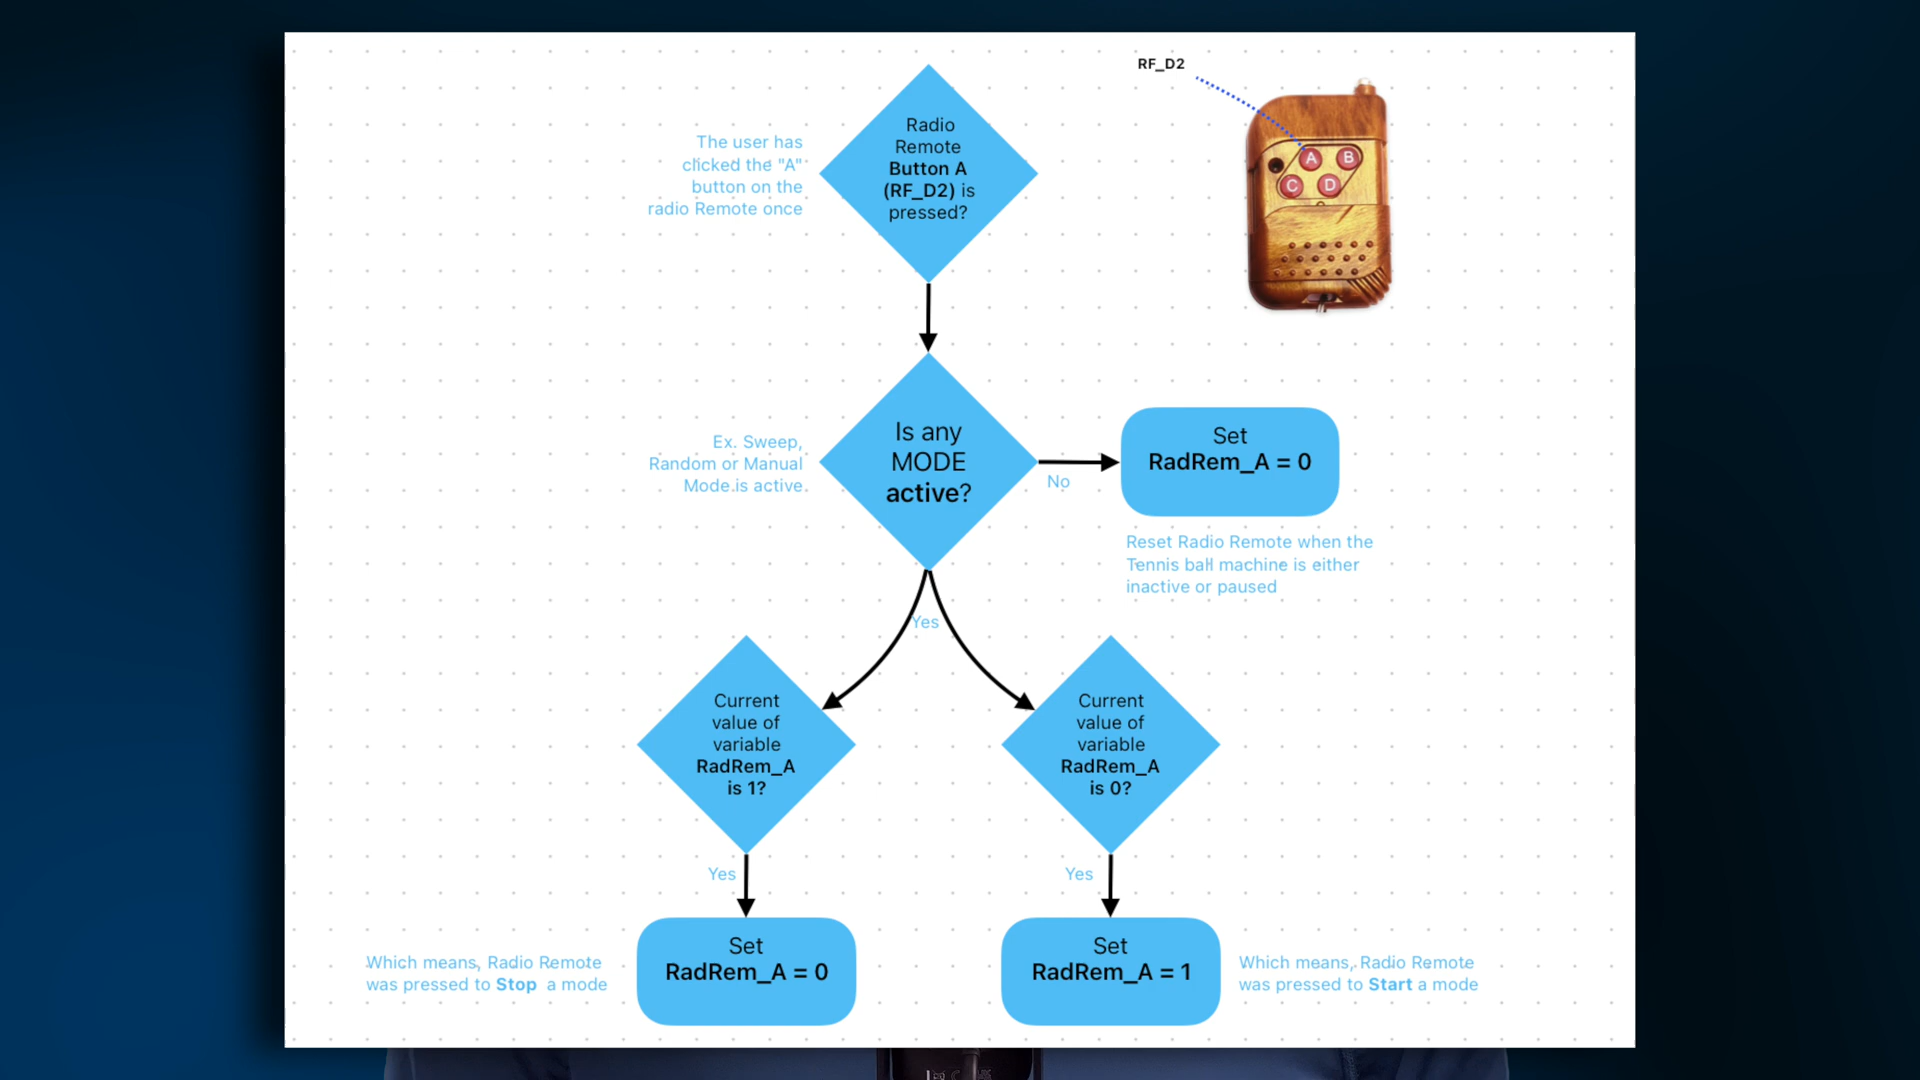 RF_D2
Radio
Remote
Button A
(RF_D2) is
pressed?
The user has
clicked the "A"
button on the
radio Remote once
A
B
C
D
Is any
MODE
active?
Ex. Sweep,
Random or Manual
Mode is active
No
Set
RadRem_A = 0
Reset Radio Remote when the
Tennis ball machine is either
inactive or paused
Yes
Current
value of
variable
RadRem_A
is 1?
Current
value of
variable
RadRem_A
is 0?
Yes
Yes
Set
RadRem_A = 0
Set
RadRem_A = 1
Which means, Radio Remote
was pressed to Stop a mode
Which means, Radio Remote
was pressed to Start a mode